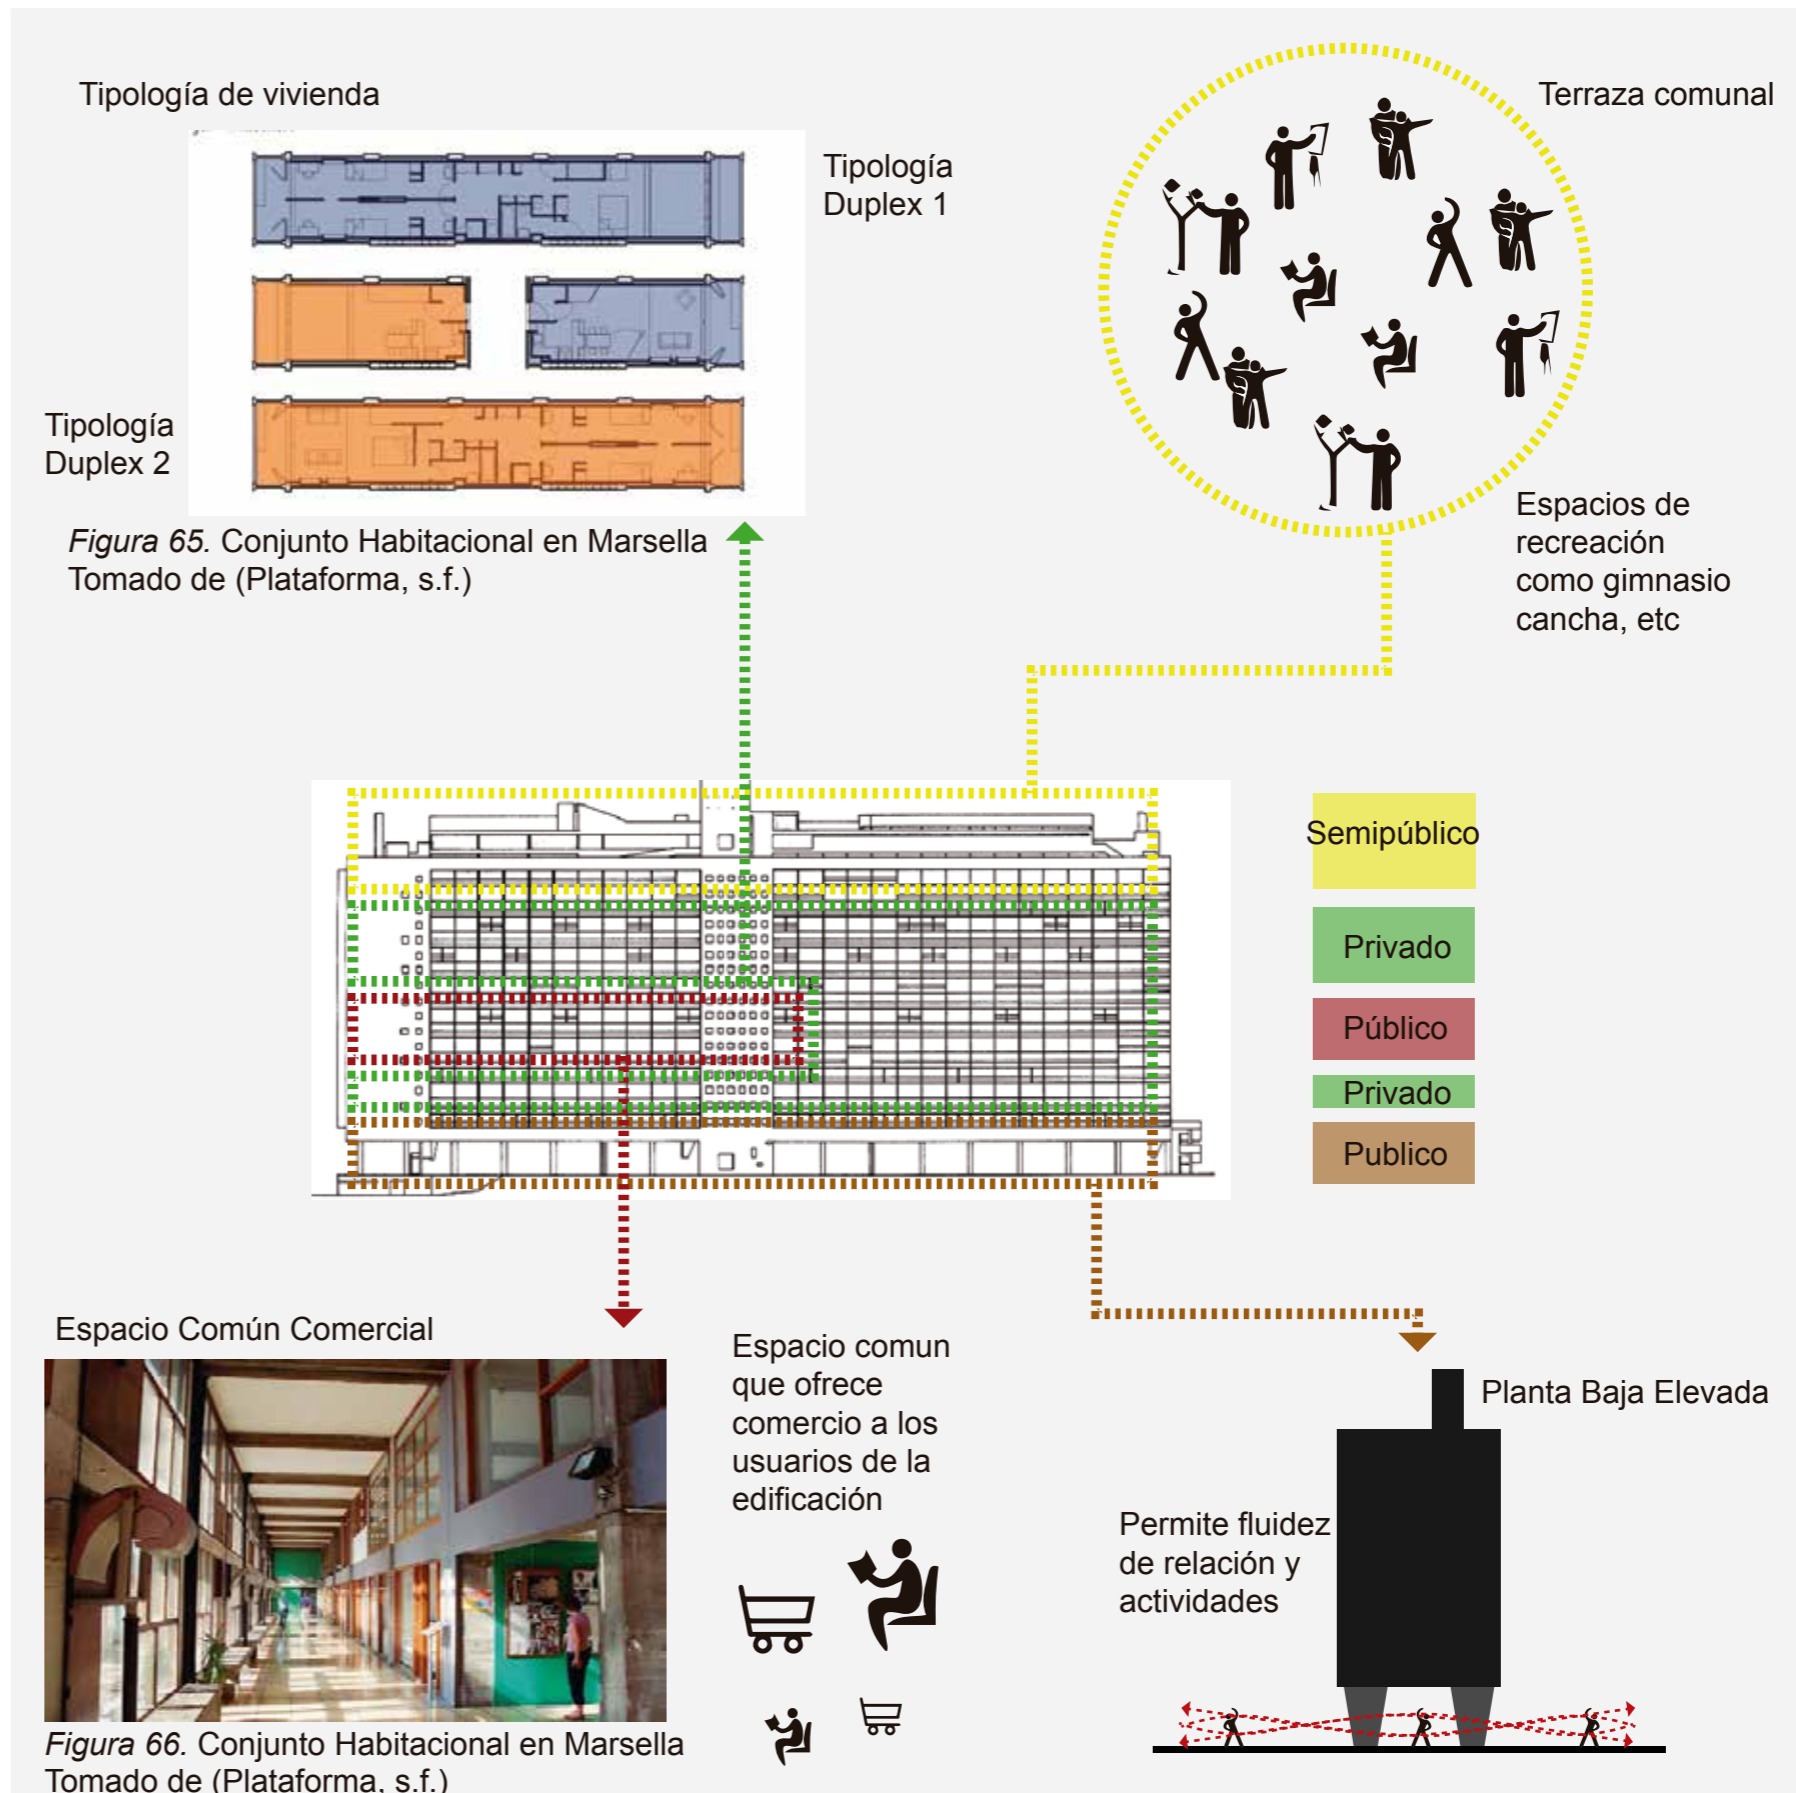 Tipología de vivienda
Terraza comunal
Tipología
Duplex 1
Tipología
Duplex 2
Figura 65. Conjunto Habitacional en Marsella
Tomado de (Plataforma, s.f.)
Espacios de
recreación
como gimnasio
cancha, etc
Semipúblico
Privado
Público
Privado
Publico
Espacio Común Comercial
Espacio comun
que ofrece
comercio a los
usuarios de la
edificación
Planta Baja Elevada
Permite fluidez
de relación y
actividades
Figura 66. Conjunto Habitacional en Marsella
Tomado de (Plataforma, s.f.)